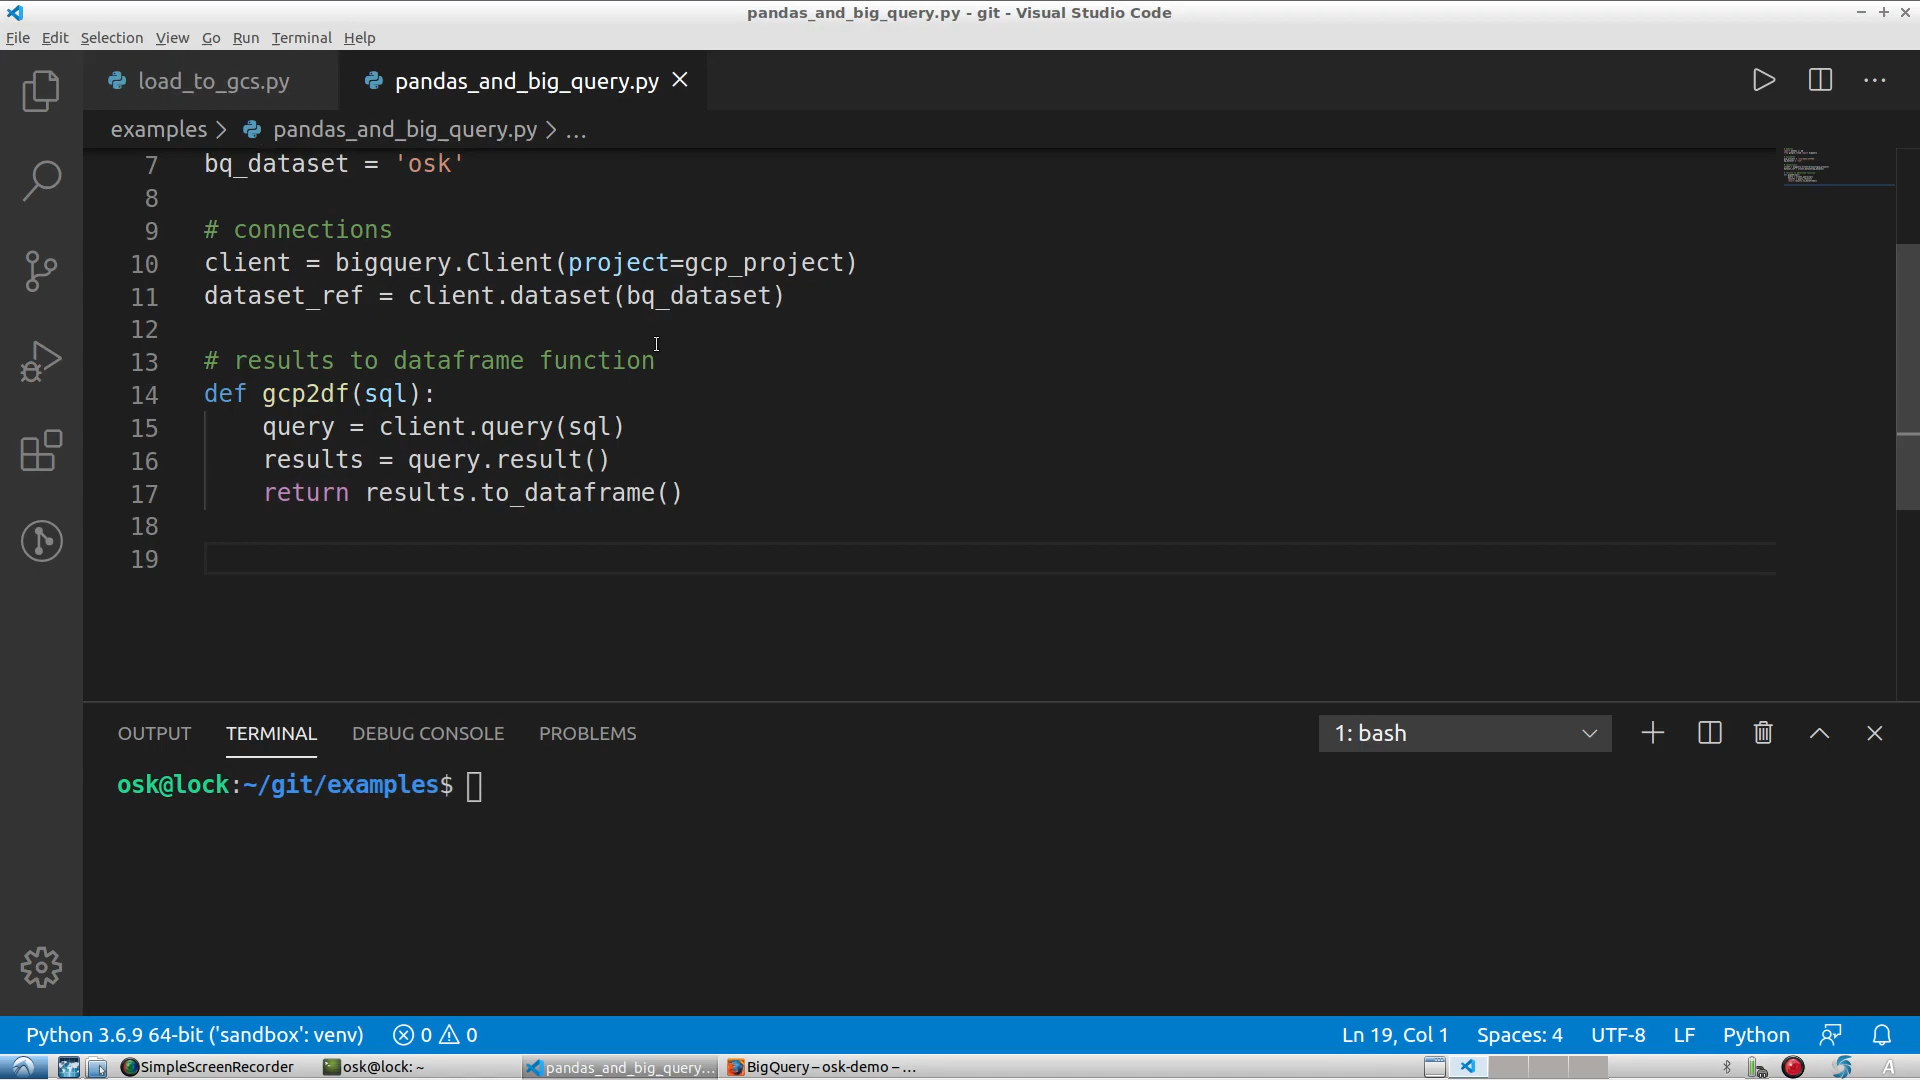 pandas_and_big_query.py - git - Visual Studio Code
File Edit Selection View Go Run Terminal Help
load_to_gcs.py pandas_and_big_query.py
examples > pandas_and_big_query.py > ...
7 bq_dataset = 'osk'
8
9 # connections
10 client = bigquery.Client(project=gcp_project)
11 dataset_ref = client.dataset(bq_dataset)
12
13 # results to dataframe function
14 def gcp2df(sql):
15 query = client.query(sql)
16 results = query.result()
17 return results.to_dataframe()
18
19
OUTPUT TERMINAL DEBUG CONSOLE PROBLEMS 1: bash
osk@lock:~/git/examples$
Python 3.6.9 64-bit ('sandbox': venv) 0 0 Ln 19, Col 1 Spaces: 4 UTF-8 LF Python
SimpleScreenRecorder osk@lock: ~ pandas_and_big_query... BigQuery – osk-demo – ...